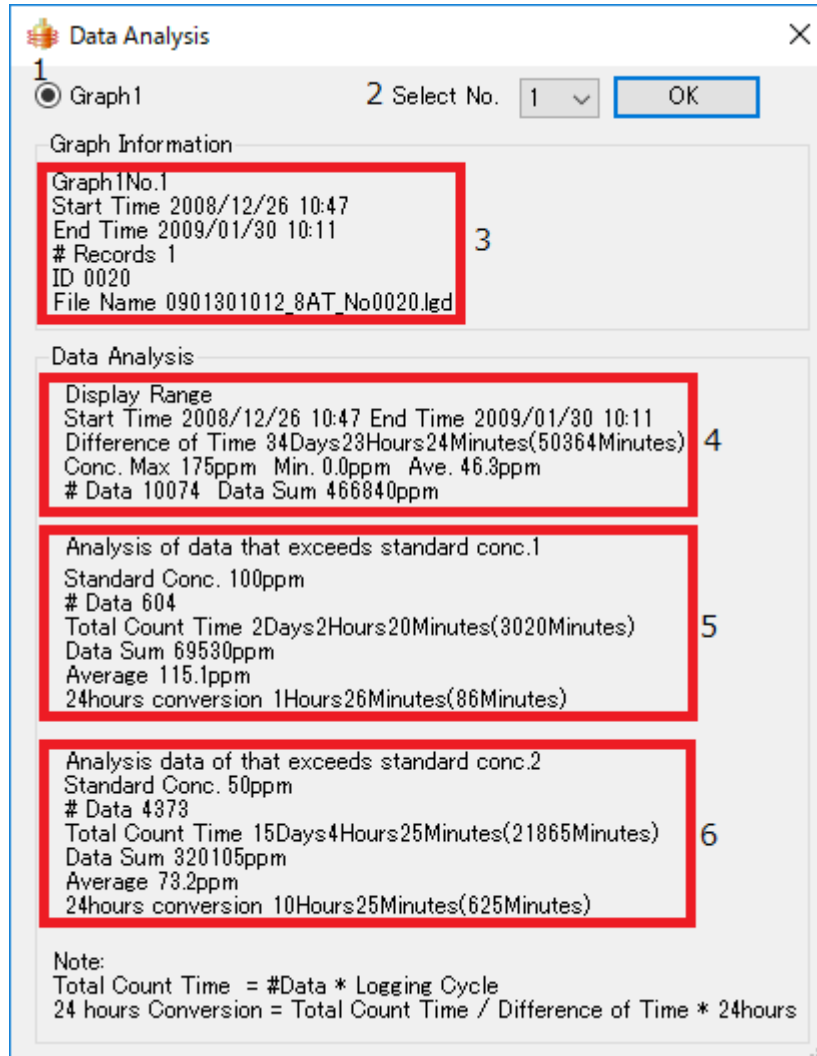 Data Analysis
1
Graph1
2 Select No. 1 OK
Graph Information
Graph1No.1
Start Time 2008/12/26 10:47
End Time 2009/01/30 10:11
# Records 1
ID 0020
File Name 0901301012_8AT_No0020.lgd
3
Data Analysis
Display Range
Start Time 2008/12/26 10:47 End Time 2009/01/30 10:11
Difference of Time 34Days23Hours24Minutes(50364Minutes)
Conc. Max 175ppm Min. 0.0ppm Ave. 46.3ppm
# Data 10074 Data Sum 466840ppm
4
Analysis of data that exceeds standard conc.1
Standard Conc. 100ppm
# Data 604
Total Count Time 2Days2Hours20Minutes(3020Minutes)
Data Sum 69530ppm
Average 115.1ppm
24hours conversion 1Hours26Minutes(86Minutes)
5
Analysis data of that exceeds standard conc.2
Standard Conc. 50ppm
# Data 4373
Total Count Time 15Days4Hours25Minutes(21865Minutes)
Data Sum 320105ppm
Average 73.2ppm
24hours conversion 10Hours25Minutes(625Minutes)
6
Note:
Total Count Time = #Data * Logging Cycle
24 hours Conversion = Total Count Time / Difference of Time * 24hours